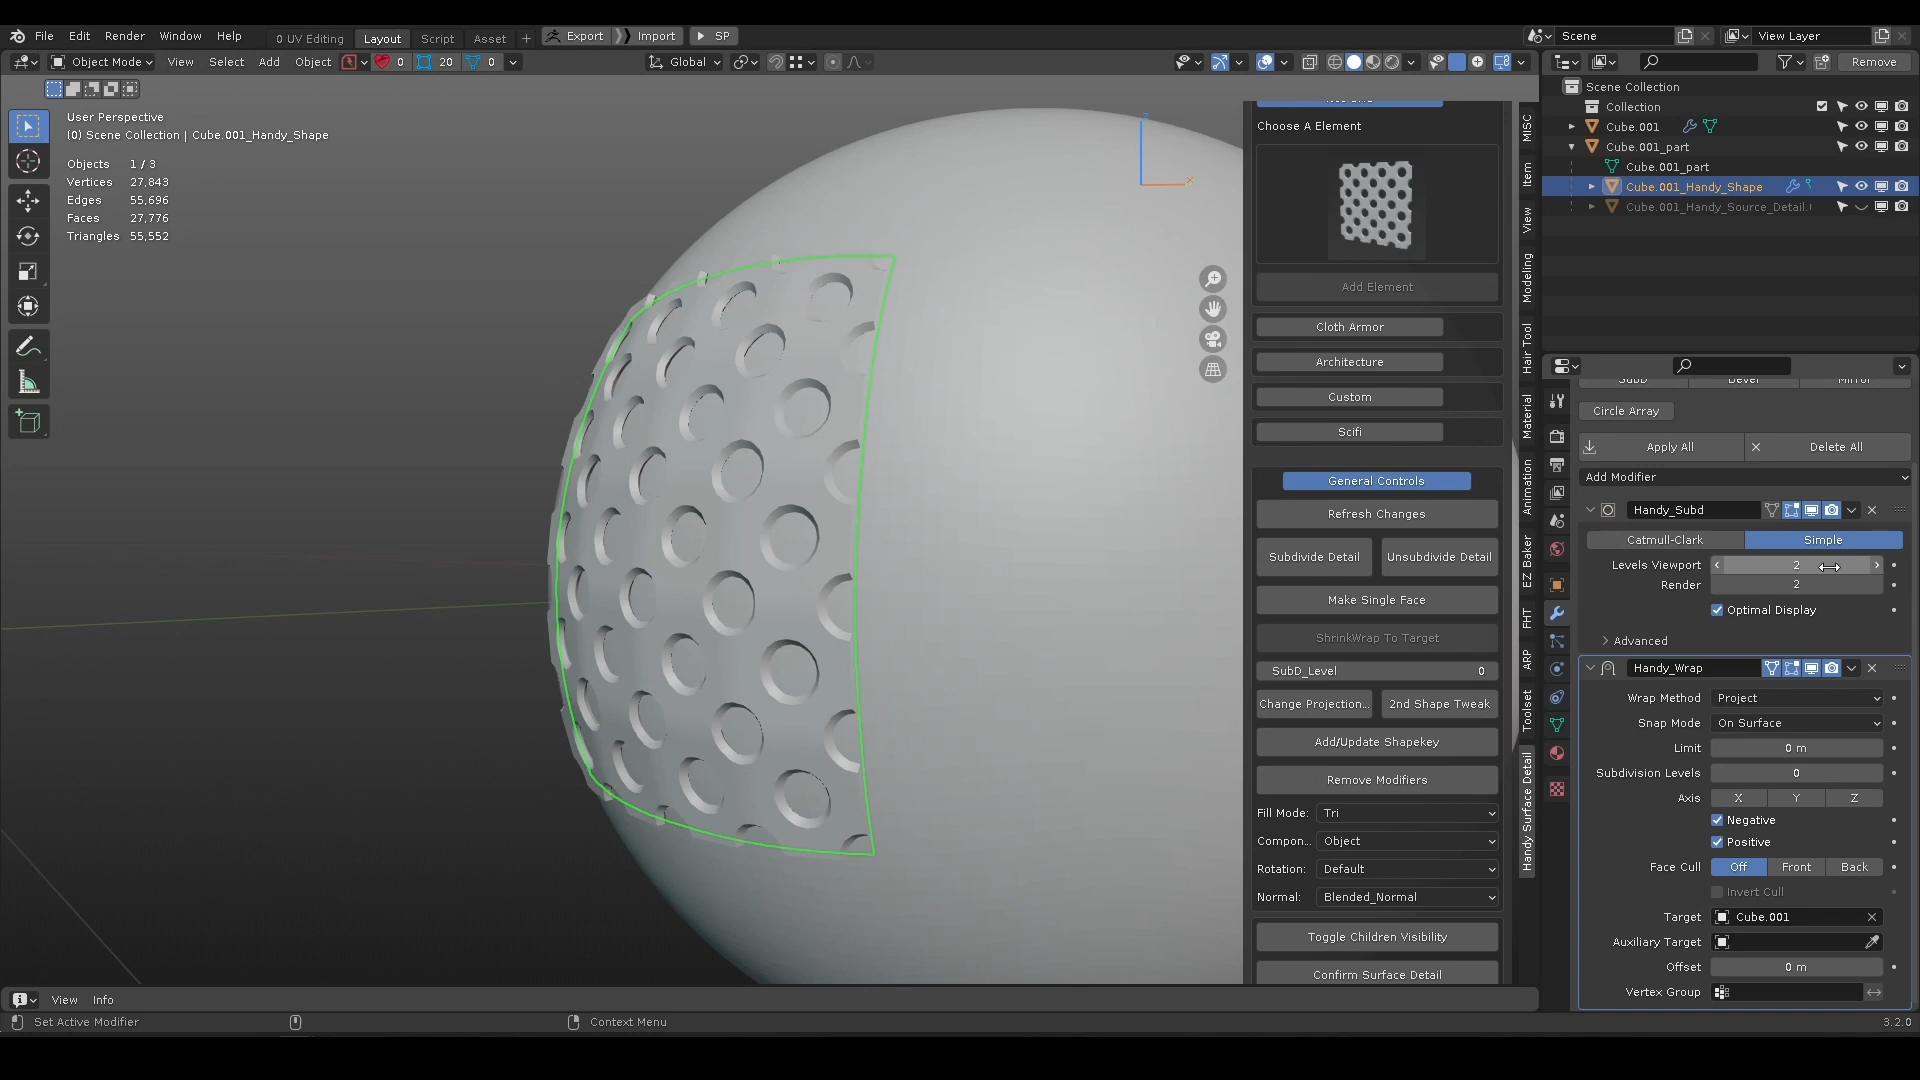 File Edit Render Window Help 0 UV Editing Layout Script Asset Export Import SP Scene View Layer
Object Mode View Select Add Object 0 20 0 Global Remove
User Perspective
(0) Scene Collection | Cube.001_Handy_Shape
Objects 1 / 3
Vertices 27,843
Edges 55,696
Faces 27,776
Triangles 55,552
Choose A Element
Add Element
Cloth Armor
Architecture
Custom
Scifi
General Controls
Refresh Changes
Subdivide Detail Unsubdivide Detail
Make Single Face
ShrinkWrap To Target
SubD_Level 0
Change Projection... 2nd Shape Tweak
Add/Update Shapekey
Remove Modifiers
Fill Mode: Tri
Compon... Object
Rotation: Default
Normal: Blended_Normal
Toggle Children Visibility
Confirm Surface Detail
MISC
Item
View
Modeling
Hair Tool
Material
Animation
EZ Baker
FHT
ARP
Toolset
Handy Surface Detail
Scene Collection
Collection
Cube.001
Cube.001_part
Cube.001_part
Cube.001_Handy_Shape
Cube.001_Handy_Source_Detail.
SubD Bevel Mirror
Circle Array
Apply All Delete All
Add Modifier
Handy_Subd
Catmull-Clark Simple
Levels Viewport 2
Render 2
Optimal Display
Advanced
Handy_Wrap
Wrap Method Project
Snap Mode On Surface
Limit 0 m
Subdivision Levels 0
Axis X Y Z
Negative
Positive
Face Cull Off Front Back
Invert Cull
Target Cube.001
Auxiliary Target
Offset 0 m
Vertex Group
View Info
Set Active Modifier Context Menu 3.2.0